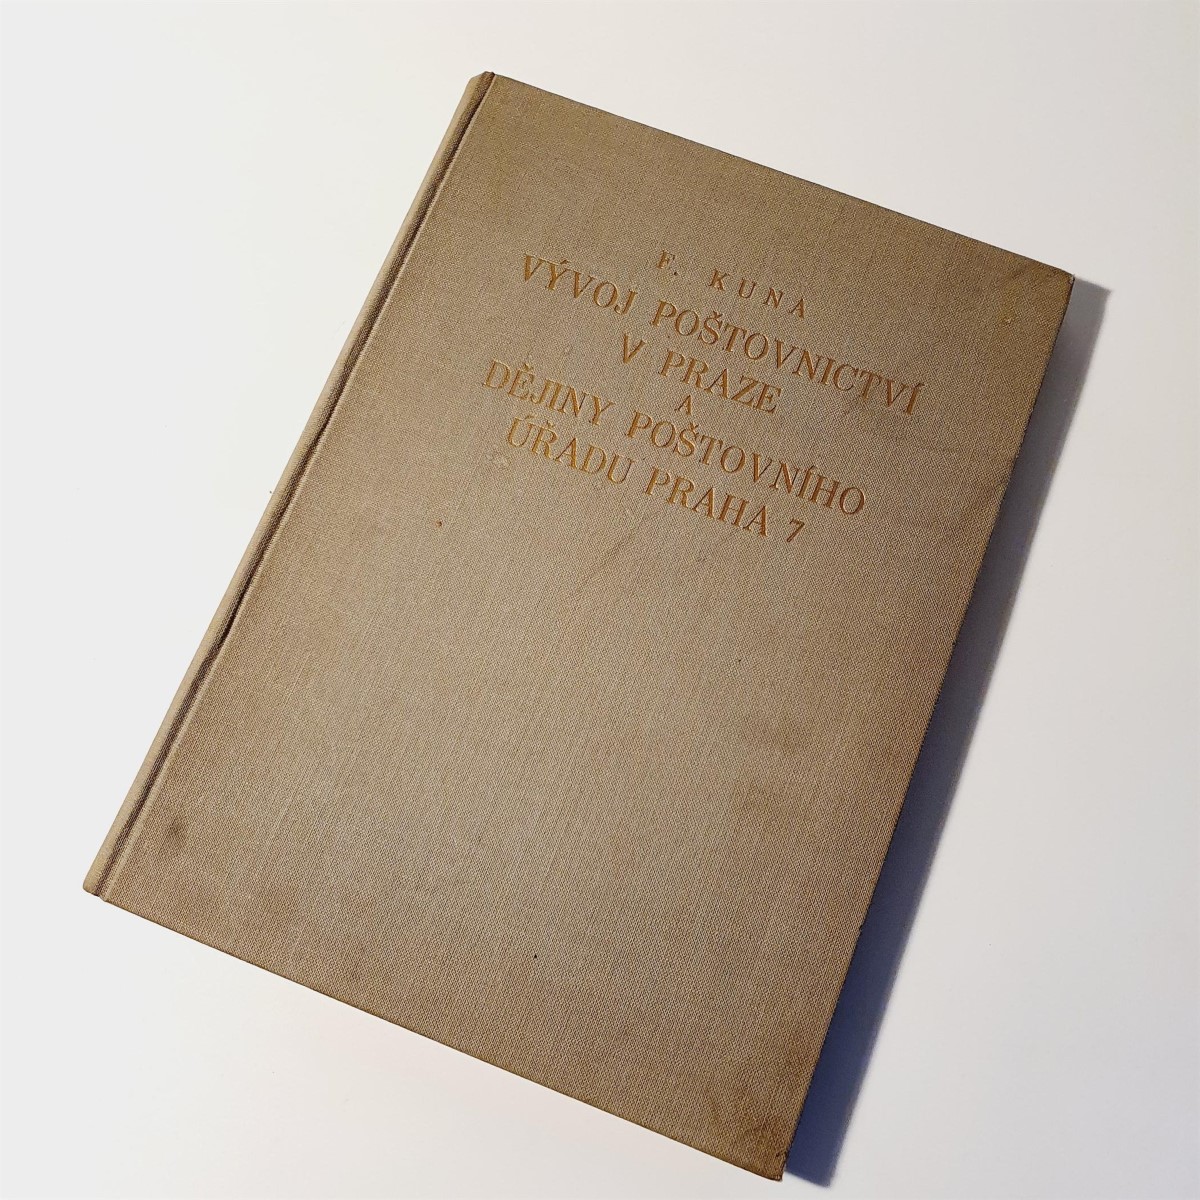 F. KUNA
VÝVOJ POŠTOVNICTVÍ
V PRAZE
A
DĚJINY POŠTOVNÍHO
ÚŘADU PRAHA 7